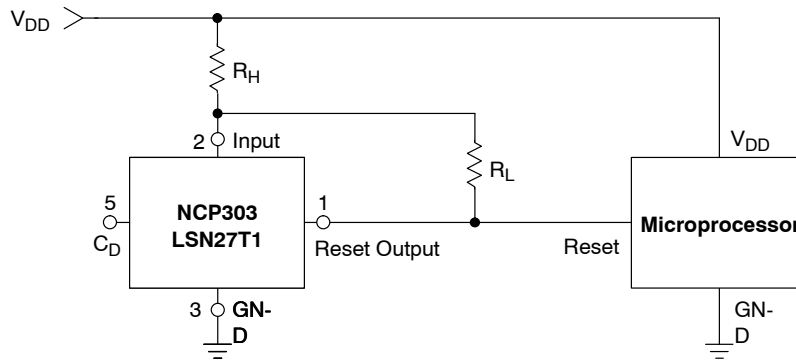 VDD
RH
2 Input
VDD
RL
5
CD
NCP303
LSN27T1
1
Reset Output
Reset
Microprocessor
3 GN-
D
GN-
D